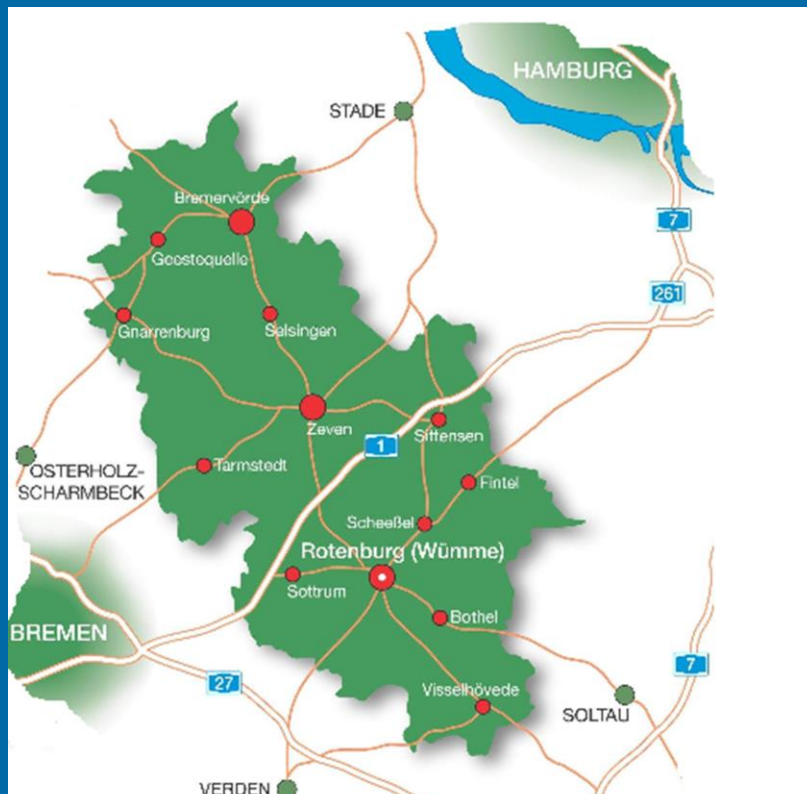 HAMBURG
STADE
Bremervörde
7
Geestequelle
261
Gnarrenburg
Selsingen
Zeven
Sittensen
1
OSTERHOLZ-
SCHARMBECK
Tarmstedt
Fintel
Scheeßel
Rotenburg (Wümme)
Sottrum
Bothel
BREMEN
7
27
Visselhövede
SOLTAU
VERDEN